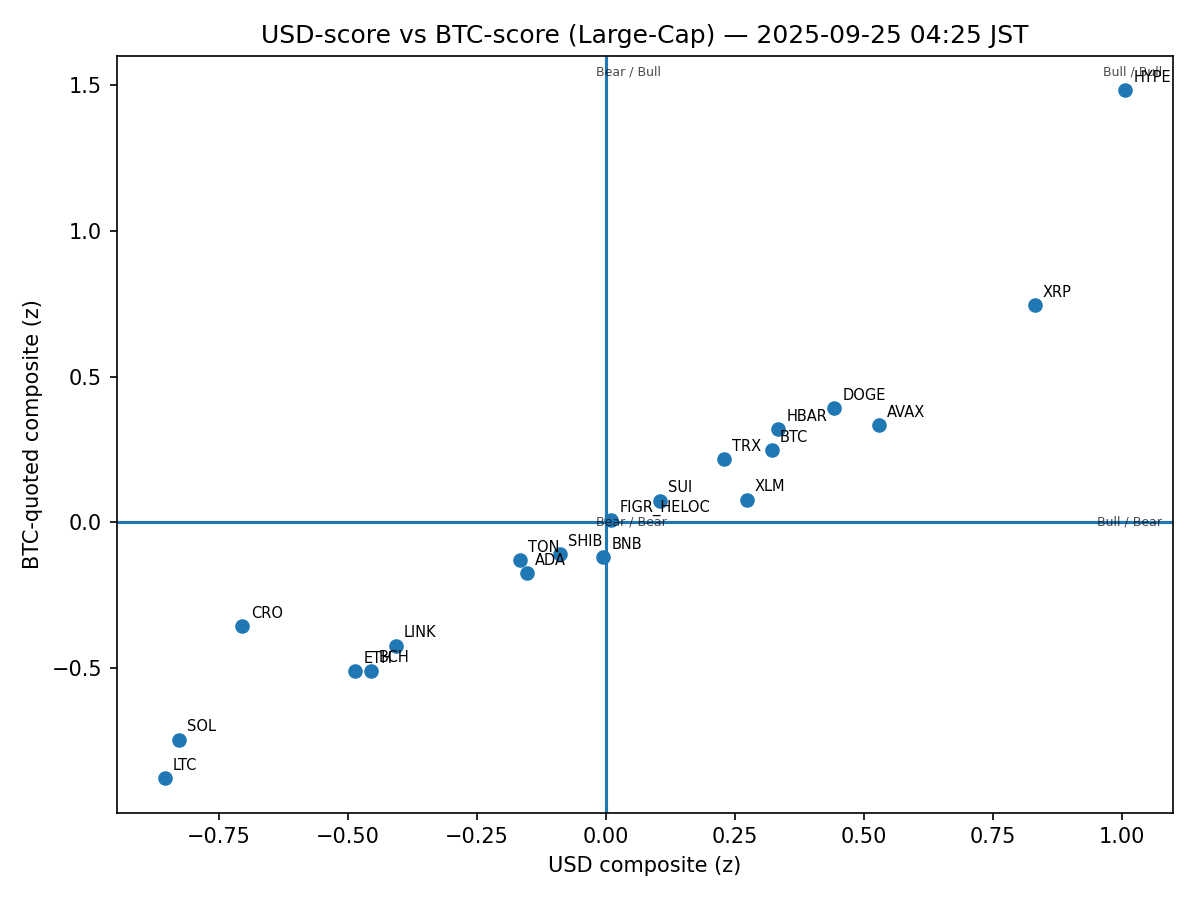 USD-score vs BTC-score (Large-Cap) — 2025-09-25 04:25 JST
Bear / Bull
Bull / Bull
HYPE
1.5
1.0
XRP
0.5
DOGE
AVAX
HBAR
BTC
TRX
SUI
XLM
FIGR_HELOC
0.0
Bear / Bear
Bull / Bear
SHIB
BNB
TON
ADA
CRO
LINK
ETH
BCH
−0.5
SOL
LTC
−0.75
−0.50
−0.25
0.00
0.25
0.50
0.75
1.00
USD composite (z)
BTC-quoted composite (z)